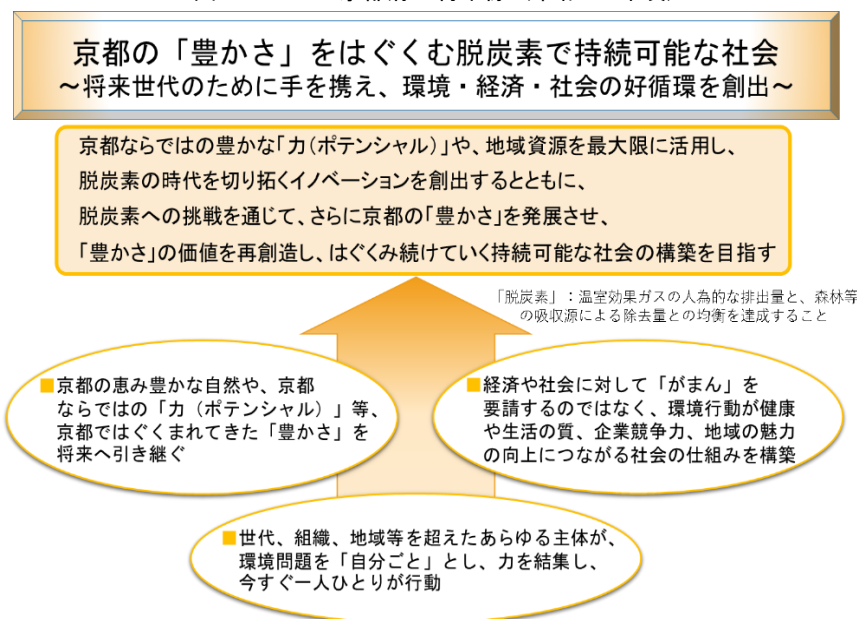 京都の「豊かさ」をはぐくむ脱炭素で持続可能な社会
～将来世代のために手を携え、環境・経済・社会の好循環を創出～
京都ならではの豊かな「力（ポテンシャル）」や、地域資源を最大限に活用し、
脱炭素の時代を切り拓くイノベーションを創出するとともに、
脱炭素への挑戦を通じて、さらに京都の「豊かさ」を発展させ、
「豊かさ」の価値を再創造し、はぐくみ続けていく持続可能な社会の構築を目指す
「脱炭素」：温室効果ガスの人為的な排出量と、森林等
の吸収源による除去量との均衡を達成すること
■京都の恵み豊かな自然や、京都
ならではの「力（ポテンシャル）」等、
京都ではぐくまれてきた「豊かさ」を
将来へ引き継ぐ
■経済や社会に対して「がまん」を
要請するのではなく、環境行動が健康
や生活の質、企業競争力、地域の魅力
の向上につながる社会の仕組みを構築
■世代、組織、地域等を超えたあらゆる主体が、
環境問題を「自分ごと」とし、力を結集し、
今すぐ一人ひとりが行動